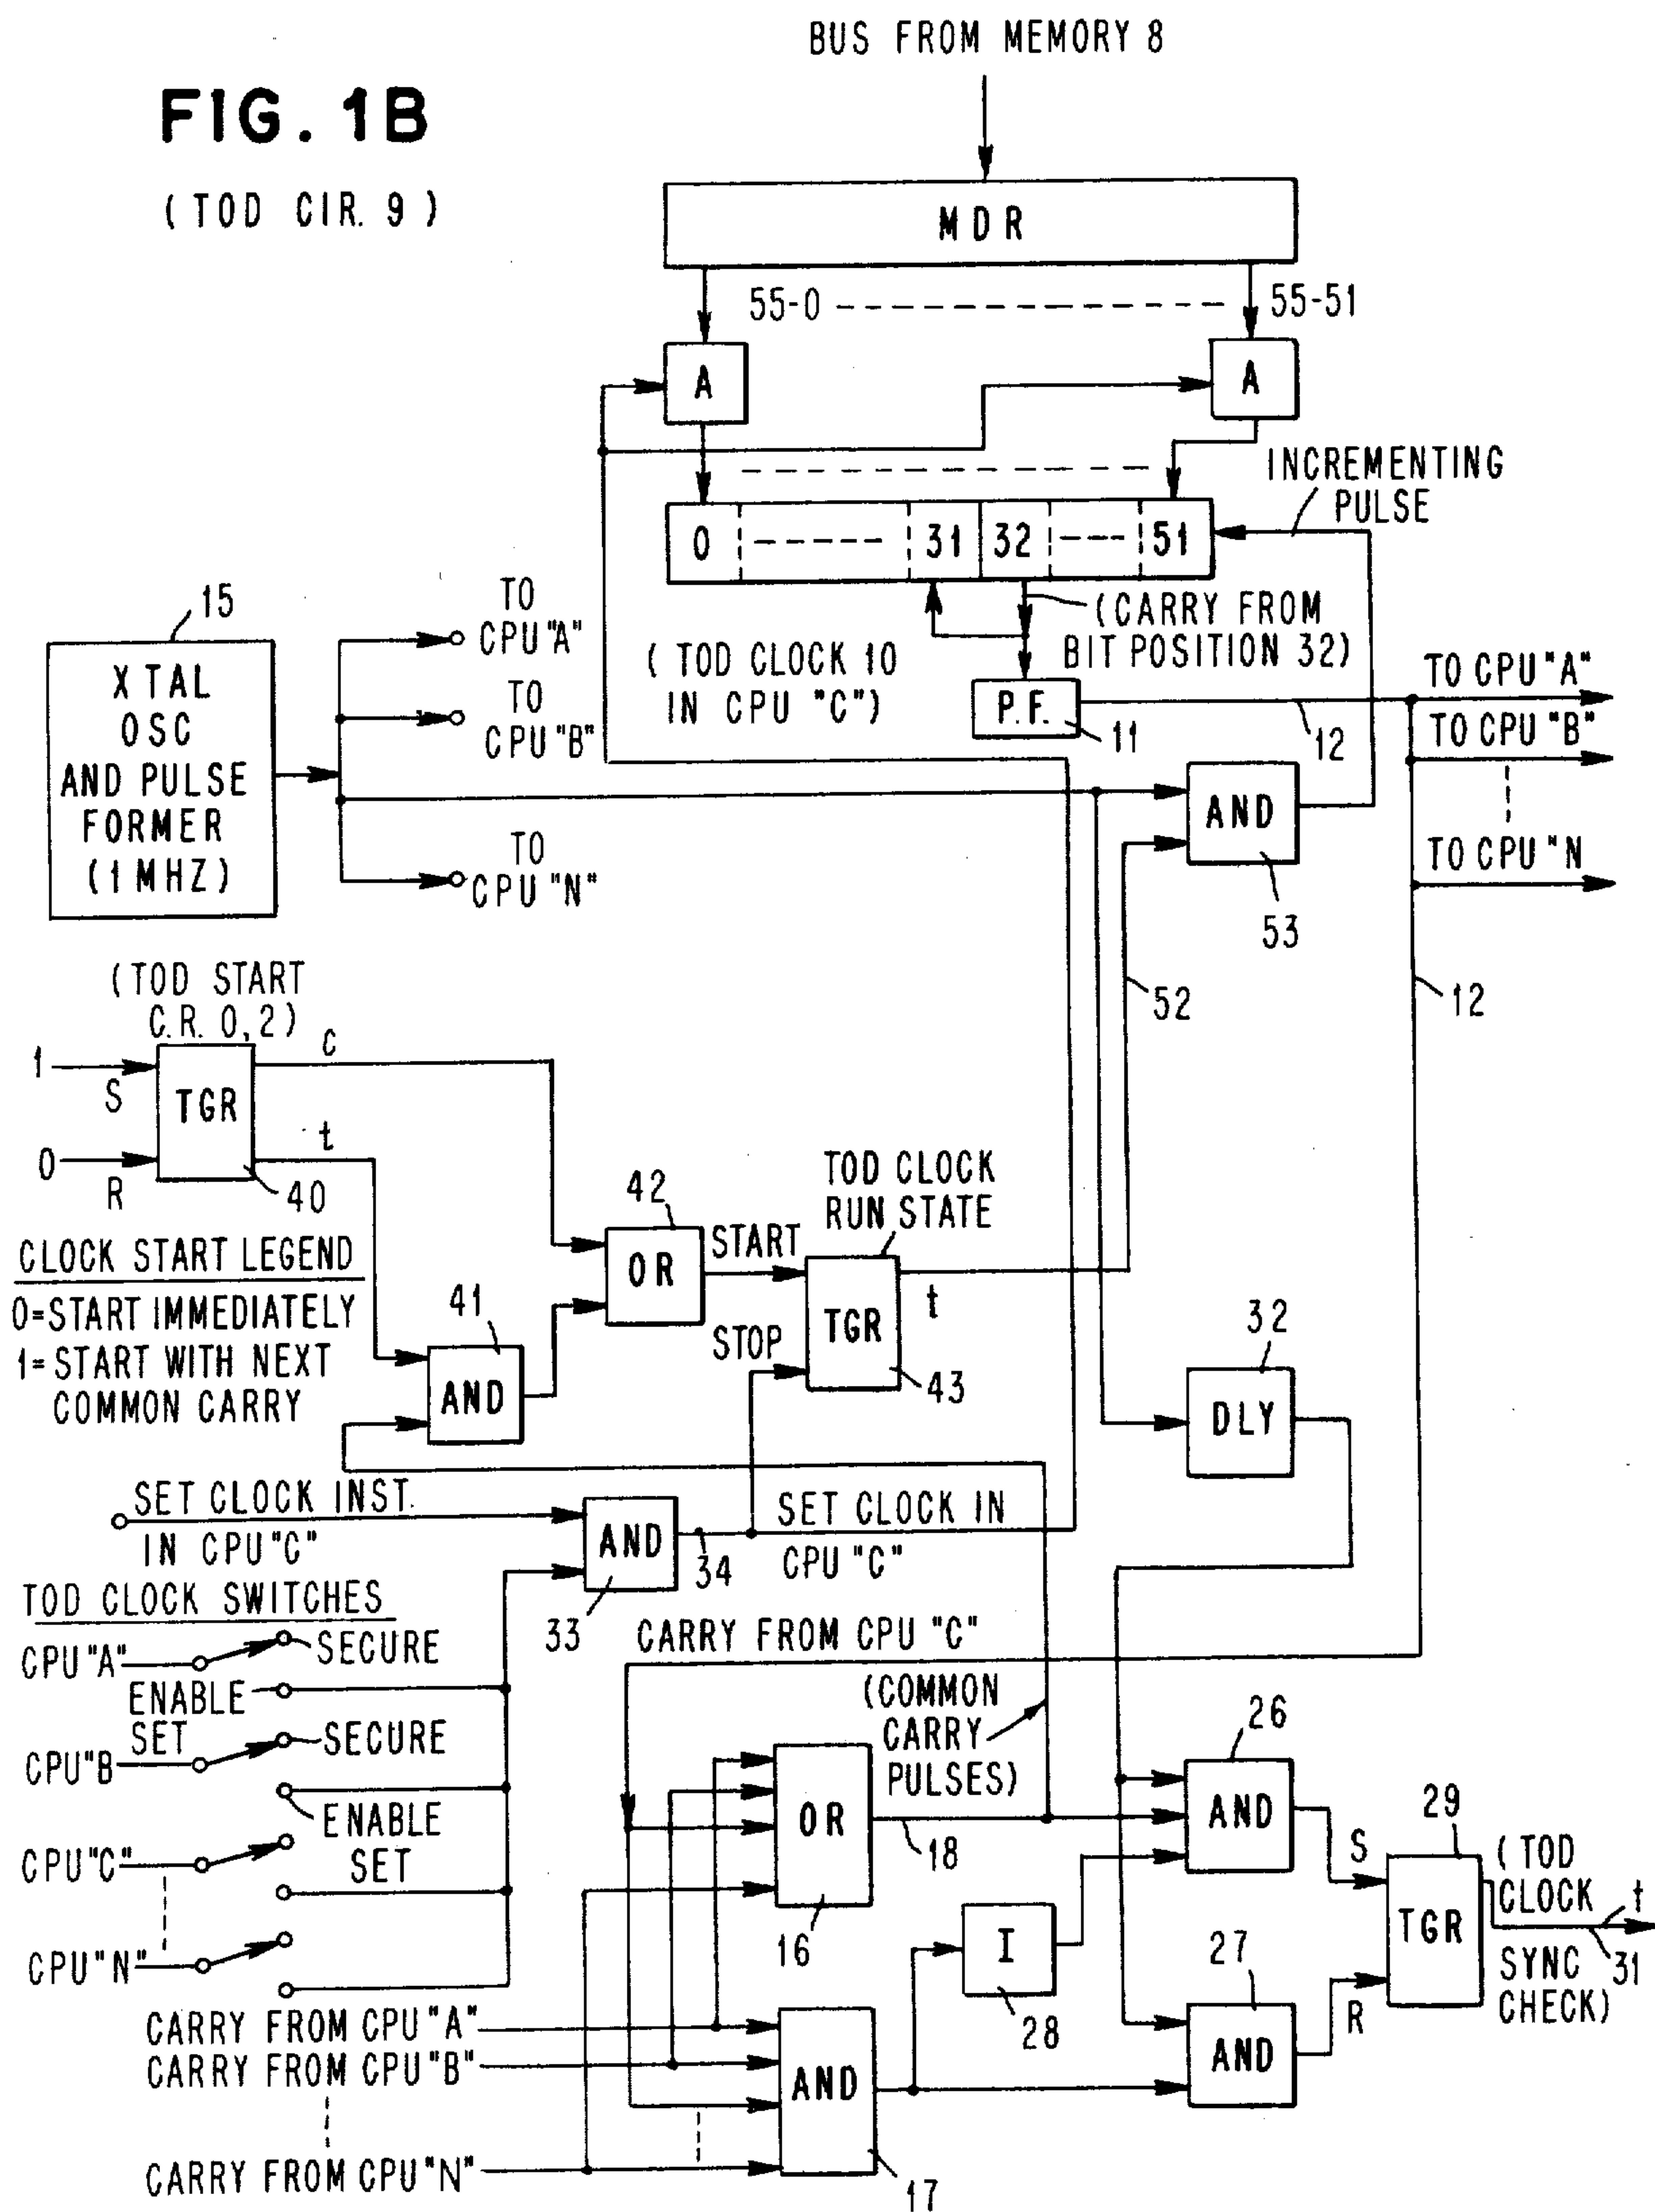 BUS FROM MEMORY 8
FIG. 1B
(TOD CIR. 9)
MDR
55-0
55-51
A
A
INCREMENTING
PULSE
0
31
32
51
(CARRY FROM
BIT POSITION 32)
(TOD CLOCK 10
IN CPU "C")
P.F.
11
12
15
XTAL
OSC
AND PULSE
FORMER
(1MHZ)
TO
CPU "A"
TO
CPU "B"
TO
CPU "N"
TO CPU "A"
TO CPU "B"
TO CPU "N
AND
53
52
12
(TOD START
C.R. 0,2)
1
S
0
R
TGR
c
t
40
CLOCK START LEGEND
0=START IMMEDIATELY
1=START WITH NEXT
COMMON CARRY
41
AND
42
OR
START
STOP
TOD CLOCK
RUN STATE
TGR
t
43
32
DLY
SET CLOCK INST.
IN CPU "C"
AND
33
34
SET CLOCK IN
CPU "C"
TOD CLOCK SWITCHES
CPU "A"
SECURE
ENABLE
SET
CPU "B
SECURE
ENABLE
SET
CPU "C"
CPU "N"
CARRY FROM CPU "C"
(COMMON
CARRY
PULSES)
OR
16
18
26
AND
I
28
27
AND
29
S
R
TGR
(TOD
CLOCK
t
31
SYNC
CHECK)
CARRY FROM CPU "A"
CARRY FROM CPU "B"
CARRY FROM CPU "N"
AND
17